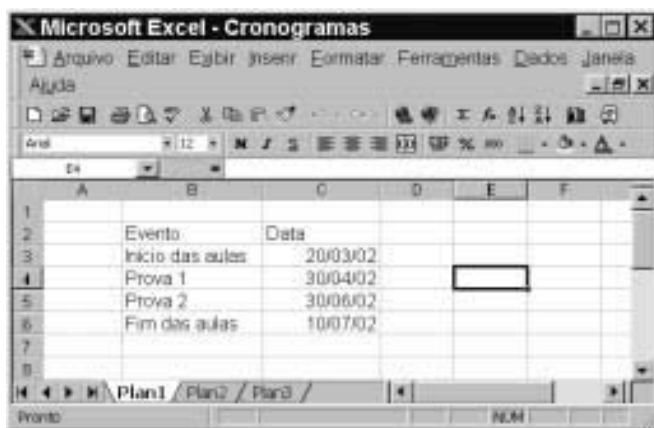 Microsoft Excel - Cronogramas
Arquivo Editar Exibir Inserir Formatar Ferramentas Dados Janela
Ajuda
Arial 12 N I S % 000
E4 =
A B C D E F
1
2 Evento Data
3 Início das aulas 20/03/02
4 Prova 1 30/04/02
5 Prova 2 30/06/02
6 Fim das aulas 10/07/02
7
8
Plan1 / Plan2 / Plan3 /
Pronto NUM